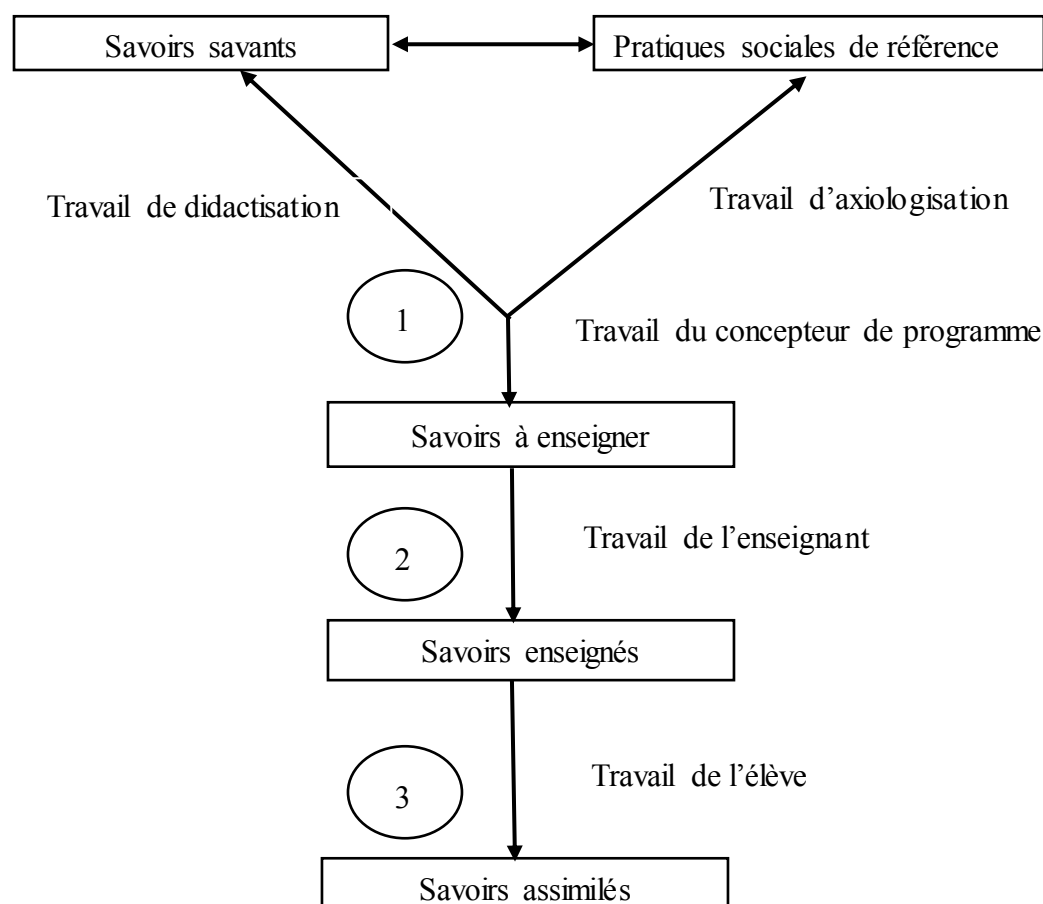 Savoirs savants
Pratiques sociales de référence
Travail de didactisation
Travail d’axiologisation
1
Travail du concepteur de programme
Savoirs à enseigner
2
Travail de l’enseignant
Savoirs enseignés
3
Travail de l’élève
Savoirs assimilés